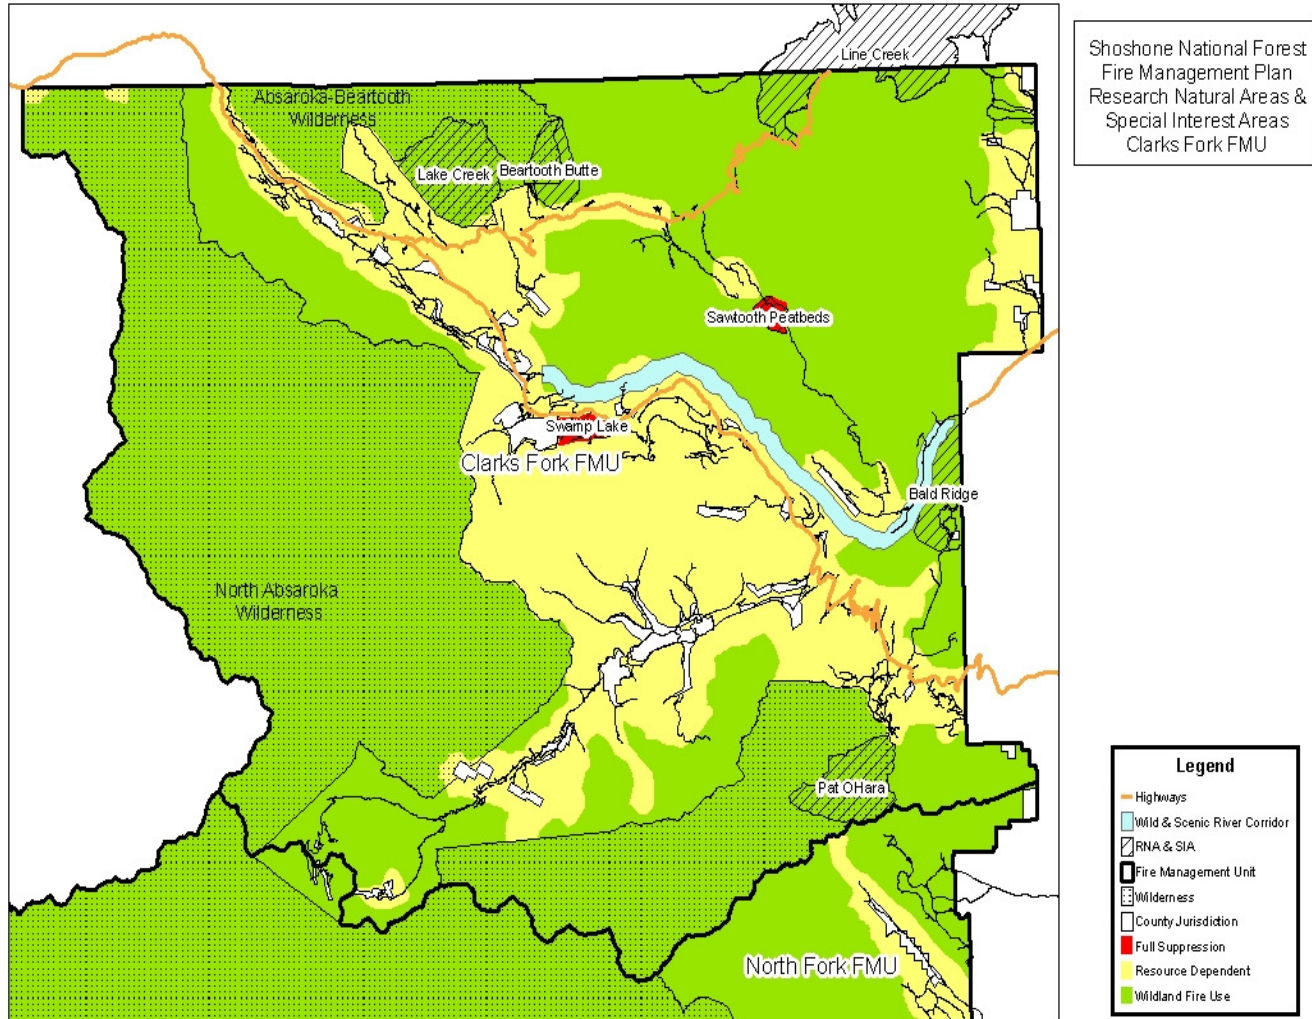 Shoshone National Forest
Fire Management Plan
Research Natural Areas &
Special Interest Areas
Clarks Fork FMU
Line Creek
Absaroka-Beartooth
Wilderness
Lake Creek
Beartooth Butte
Sawtooth Peatbeds
Swamp Lake
Clarks Fork FMU
Bald Ridge
North Absaroka
Wilderness
Pat OHara
North Fork FMU
Legend
Highways
Wild & Scenic River Corridor
RNA & SIA
Fire Management Unit
Wilderness
County Jurisdiction
Full Suppression
Resource Dependent
Wildland Fire Use